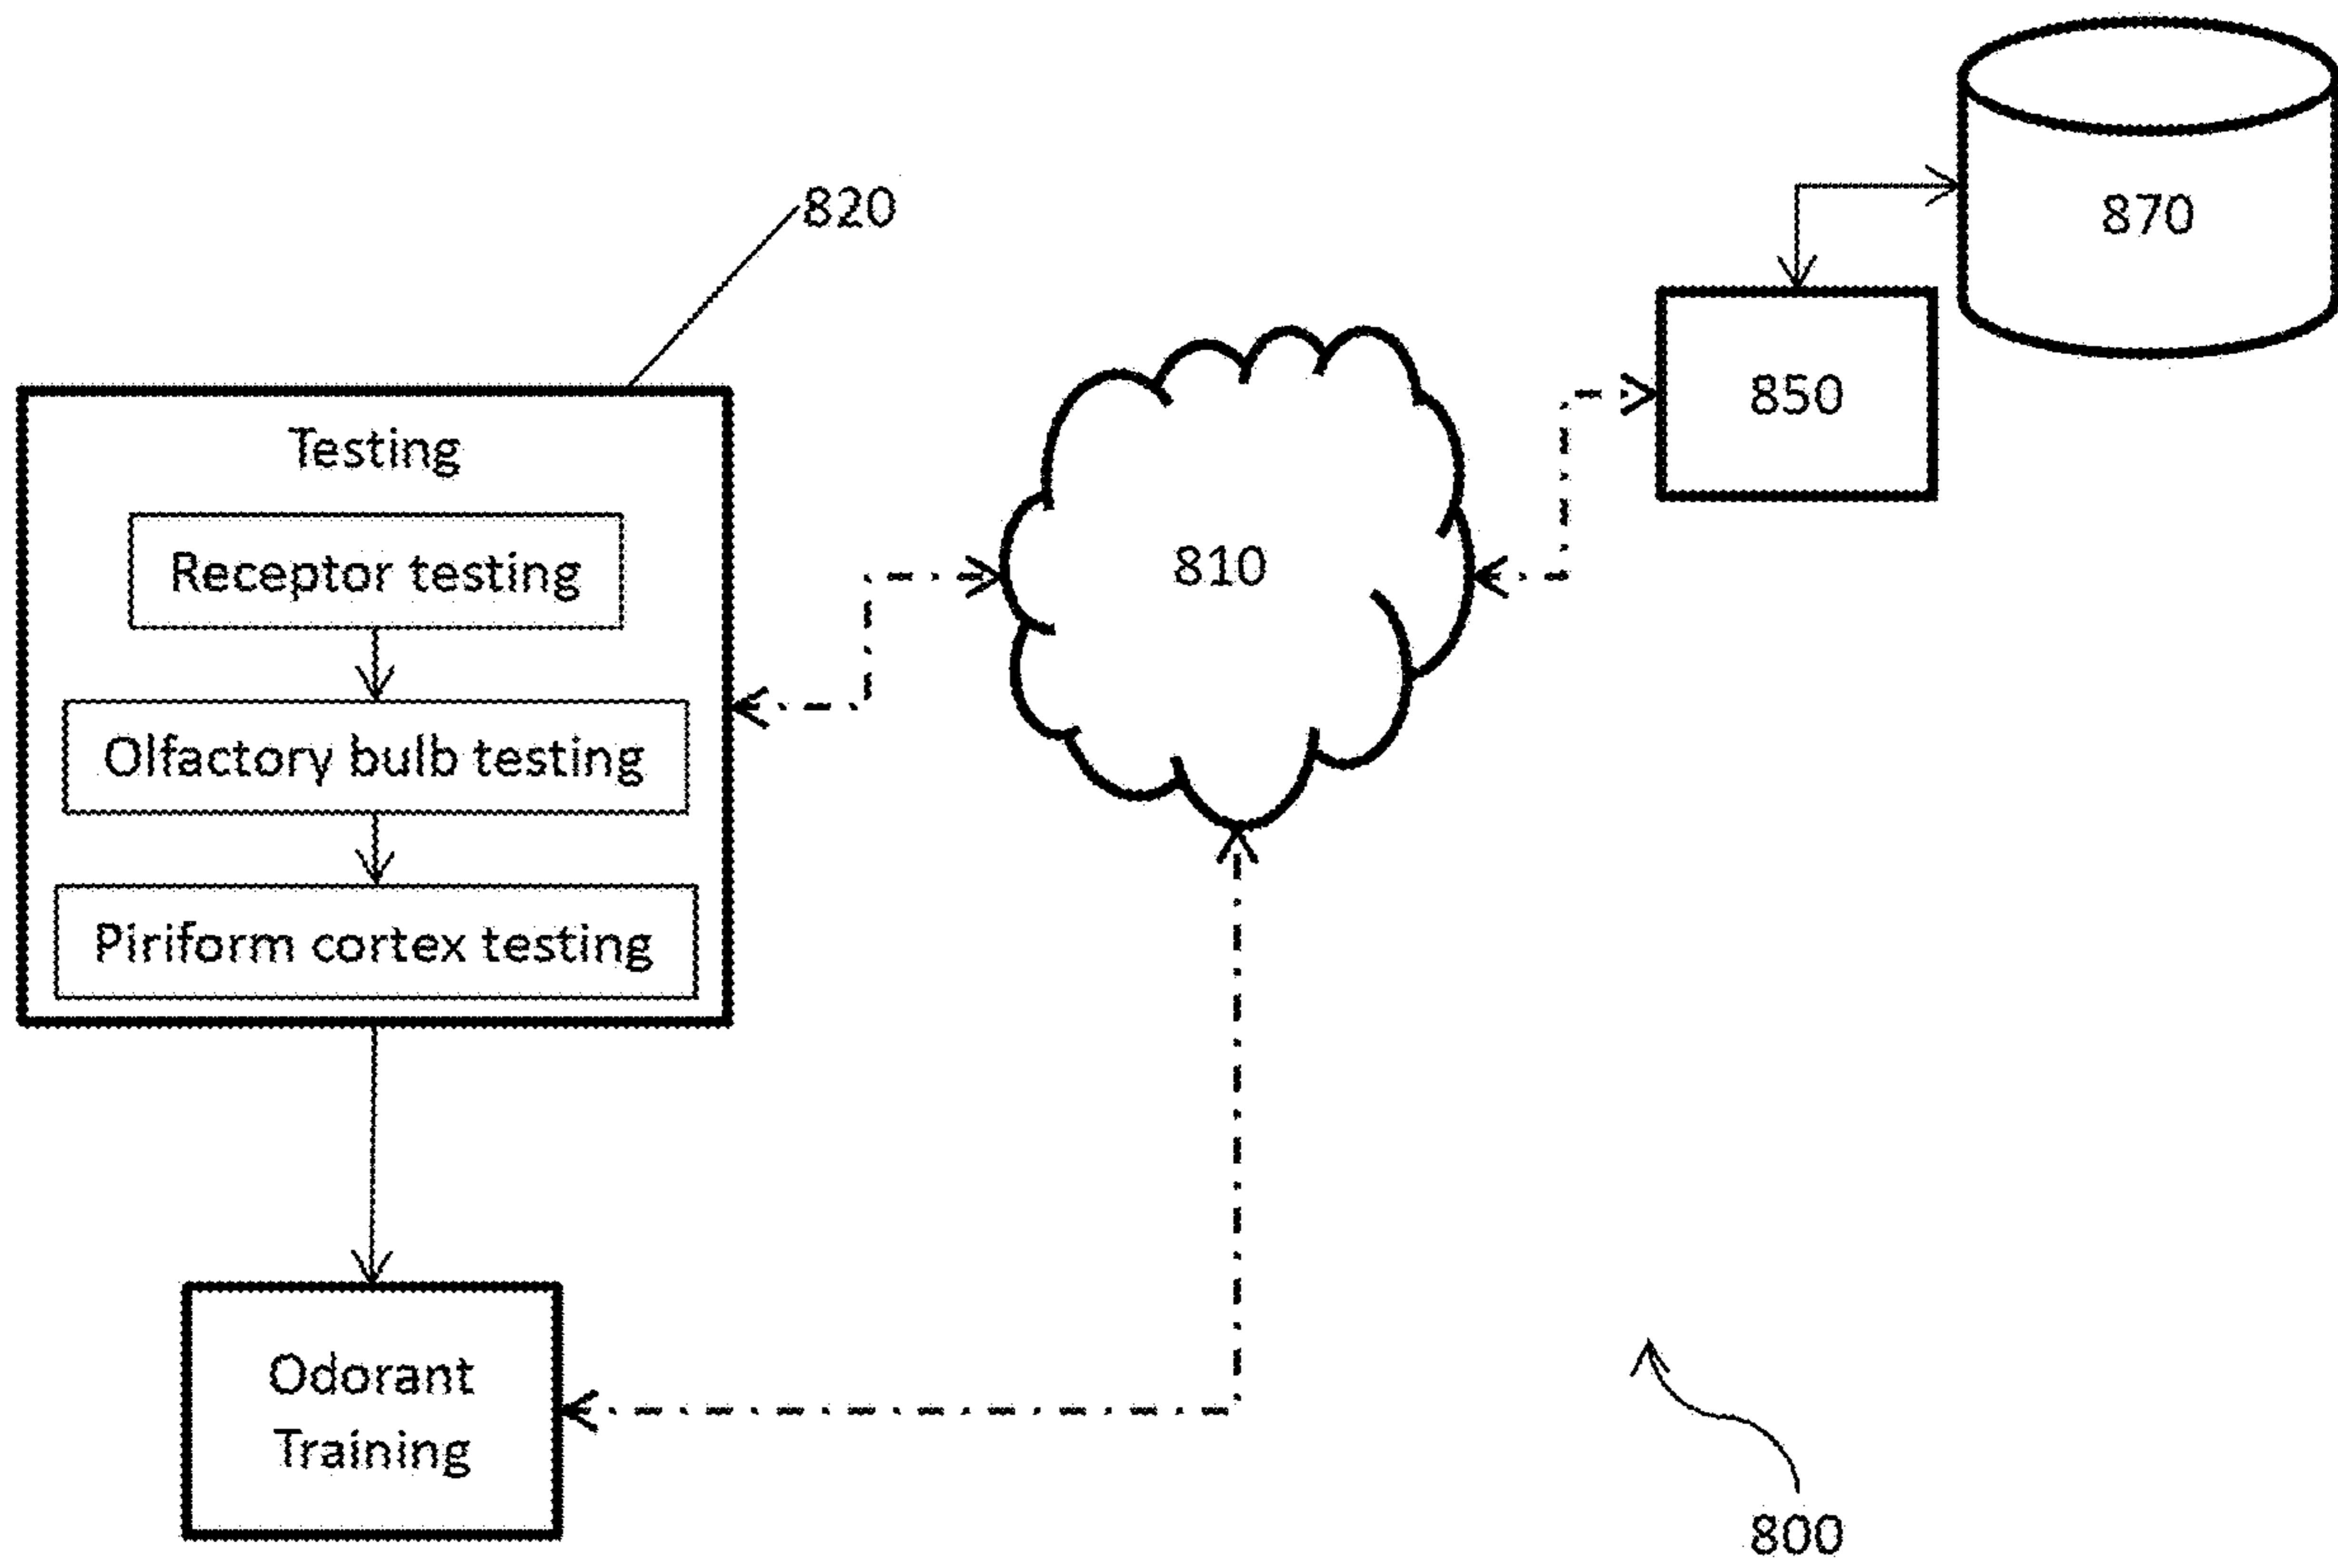 870
820
850
Testing
Receptor testing
810
Olfactory bulb testing
Piriform cortex testing
Odorant
Training
800